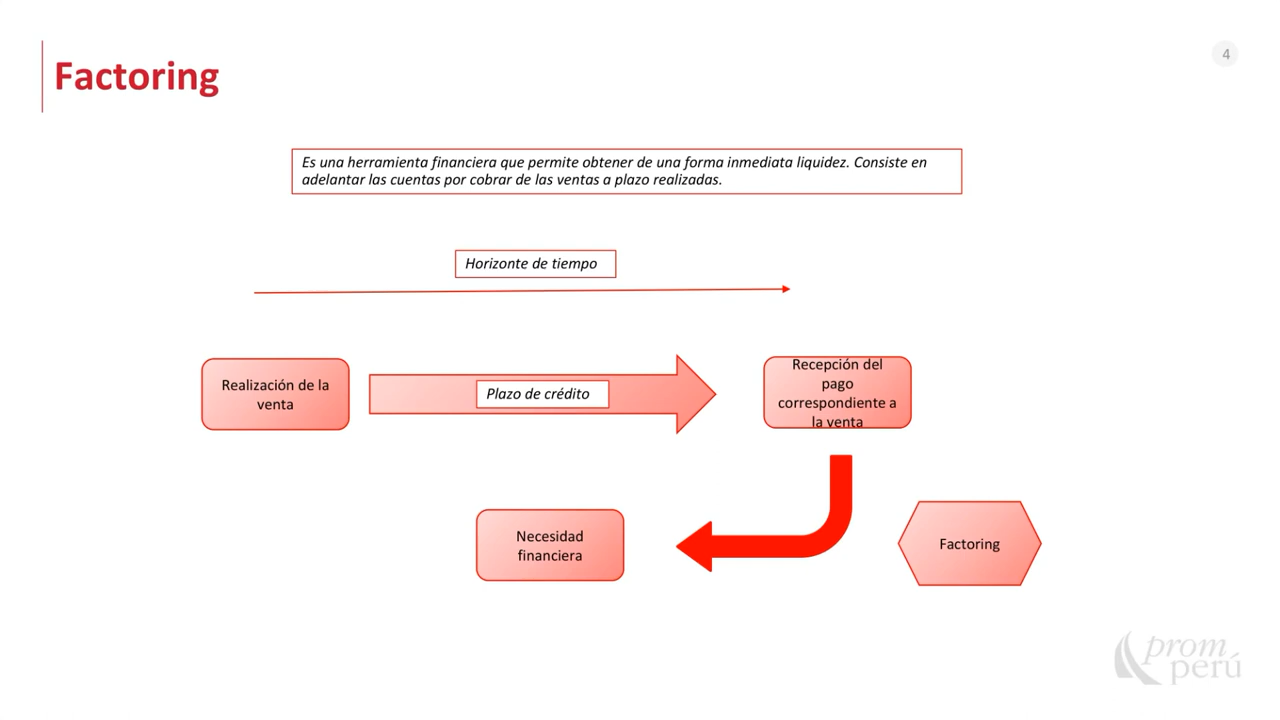 Factoring
4
Es una herramienta financiera que permite obtener de una forma inmediata liquidez. Consiste en
adelantar las cuentas por cobrar de las ventas a plazo realizadas.
Horizonte de tiempo
Realización de la
venta
Plazo de crédito
Recepción del
pago
correspondiente a
la venta
Necesidad
financiera
Factoring
prom
perú